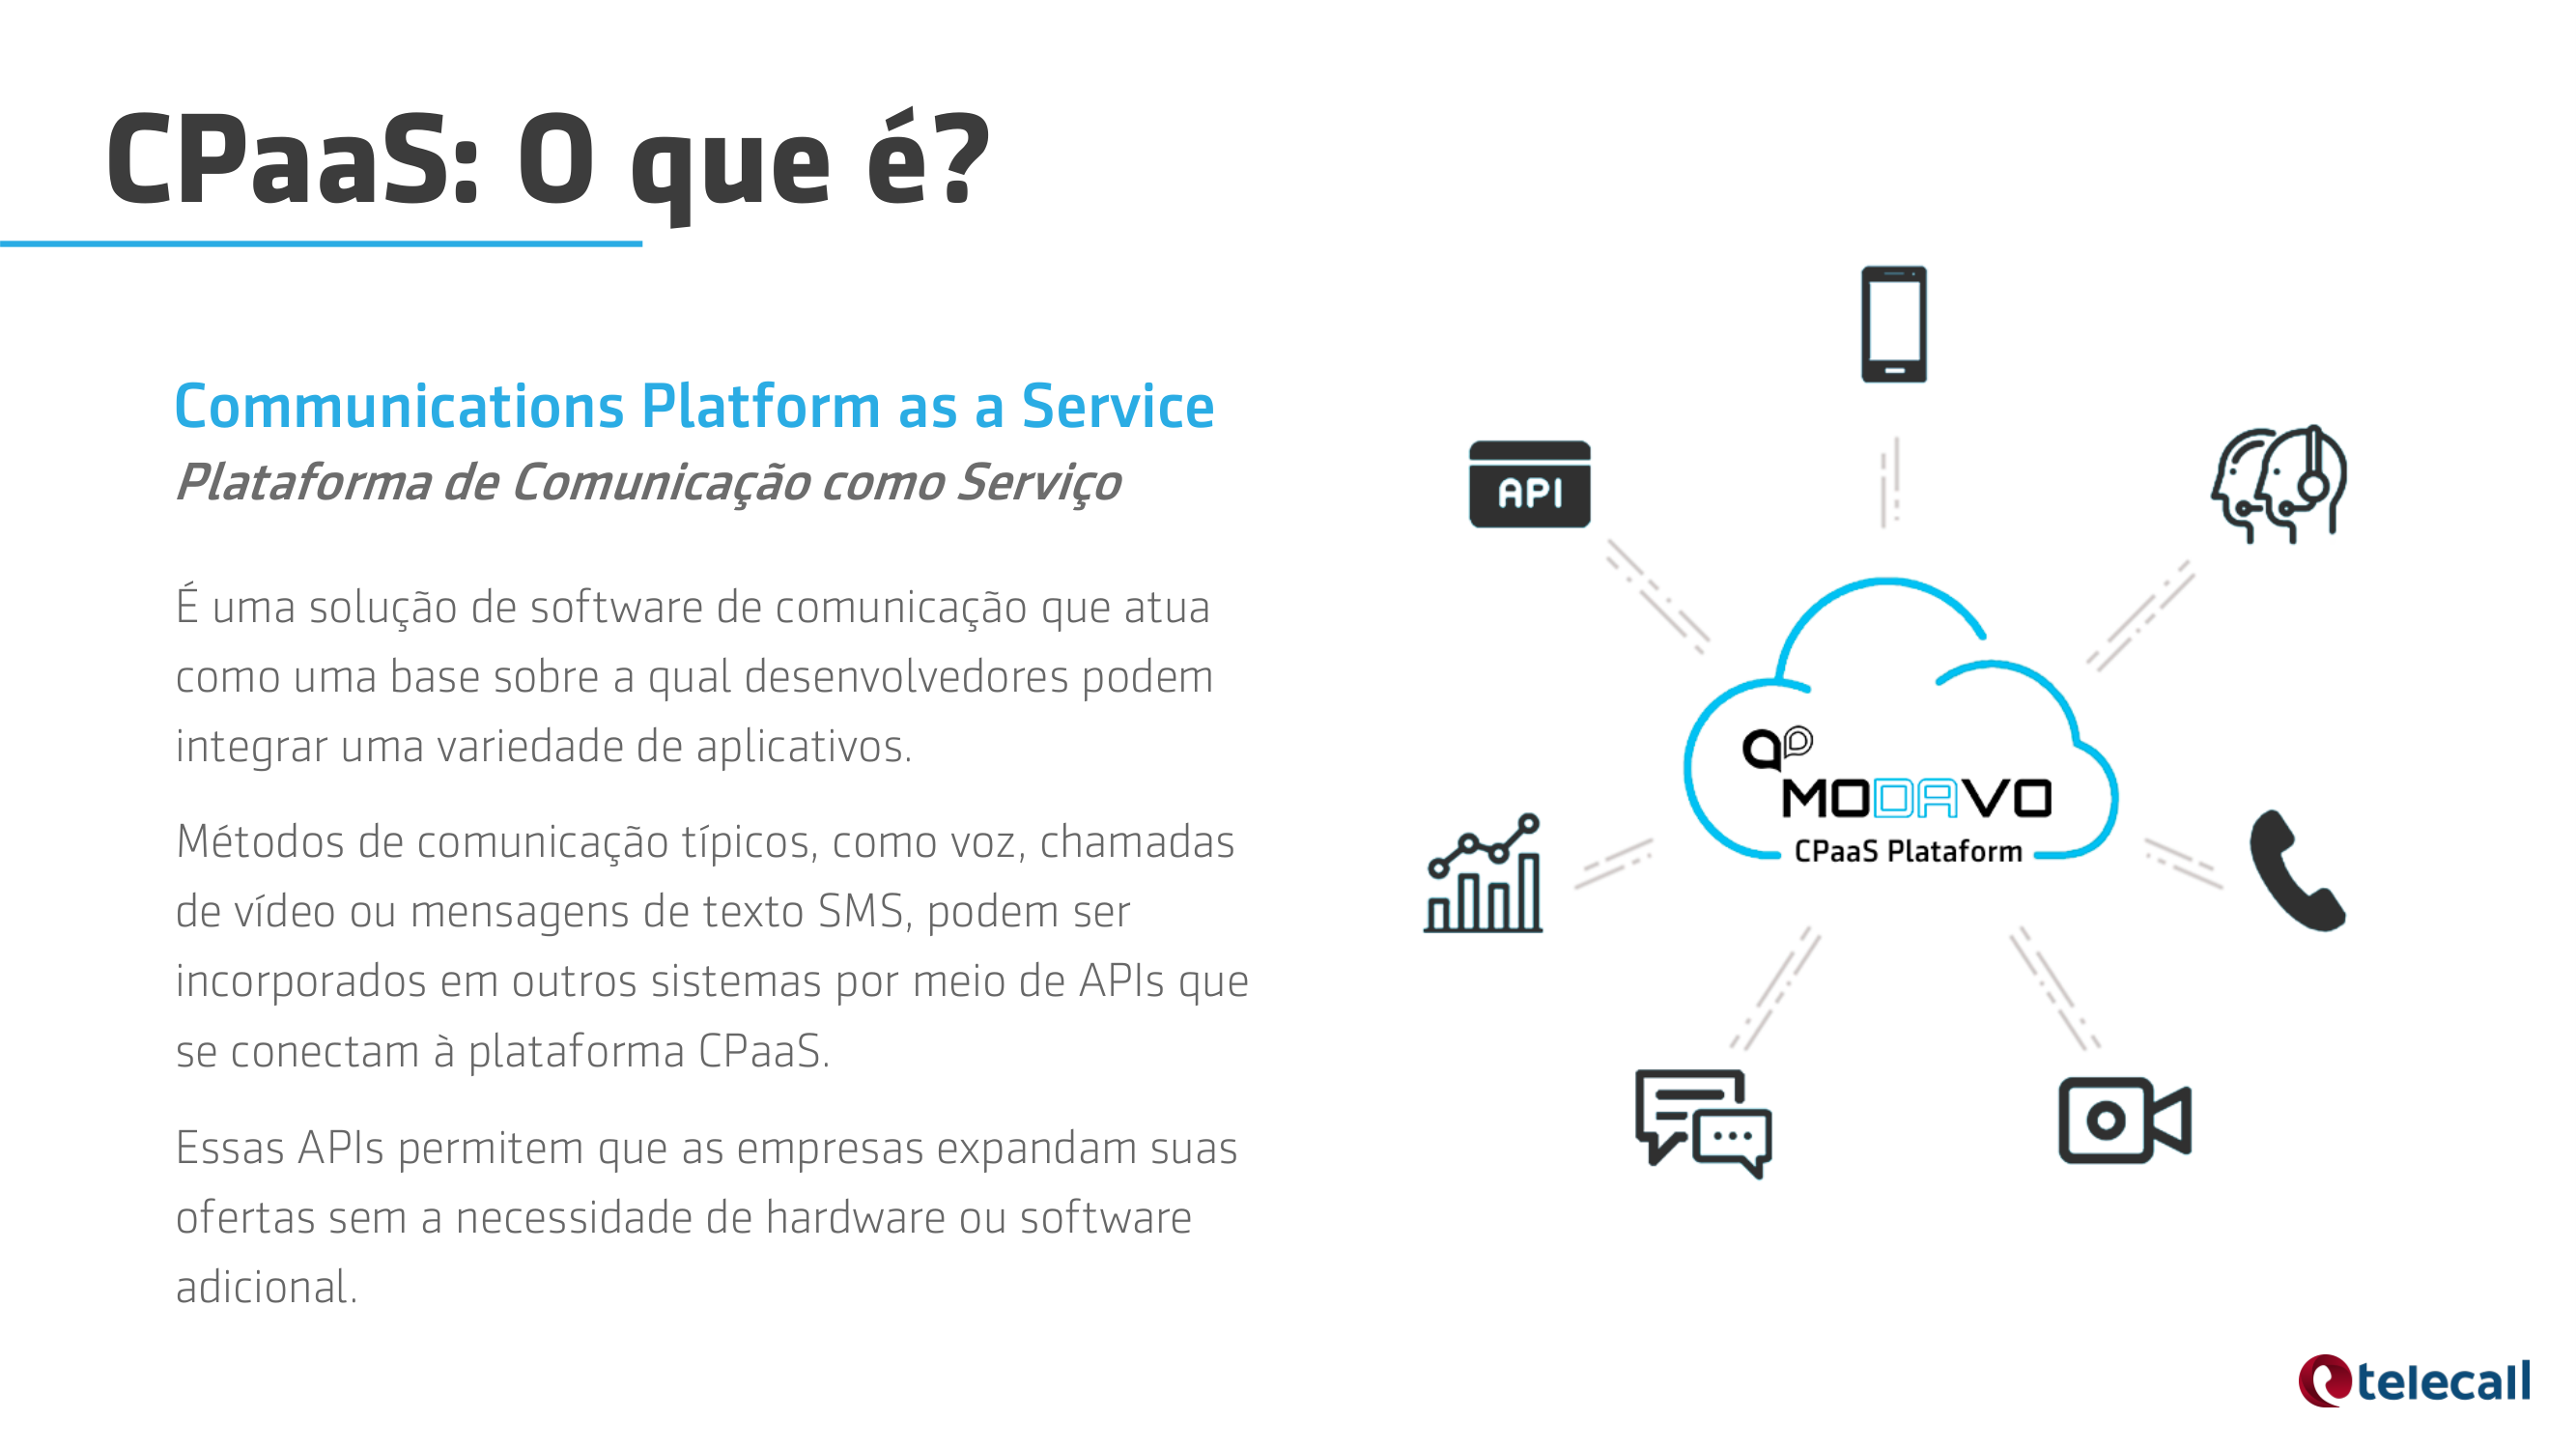 CPaaS: O que é?
Communications Platform as a Service
Plataforma de Comunicação como Serviço
É uma solução de software de comunicação que atua
como uma base sobre a qual desenvolvedores podem
integrar uma variedade de aplicativos.
Métodos de comunicação típicos, como voz, chamadas
de vídeo ou mensagens de texto SMS, podem ser
incorporados em outros sistemas por meio de APIs que
se conectam à plataforma CPaaS.
Essas APIs permitem que as empresas expandam suas
ofertas sem a necessidade de hardware ou software
adicional.
API
MODAVO
CPaaS Plataform
telecall